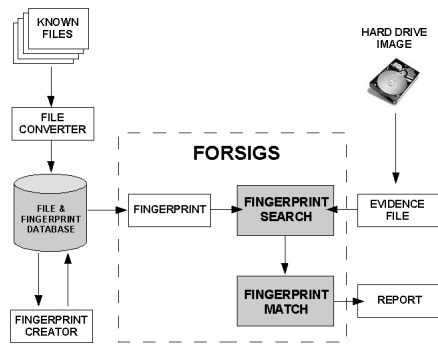 KNOWN
FILES
HARD DRIVE
IMAGE
FILE
CONVERTER
FORSIGS
FILE &
FINGERPRINT
DATABASE
FINGERPRINT
FINGERPRINT
SEARCH
EVIDENCE
FILE
FINGERPRINT
CREATOR
FINGERPRINT
MATCH
REPORT